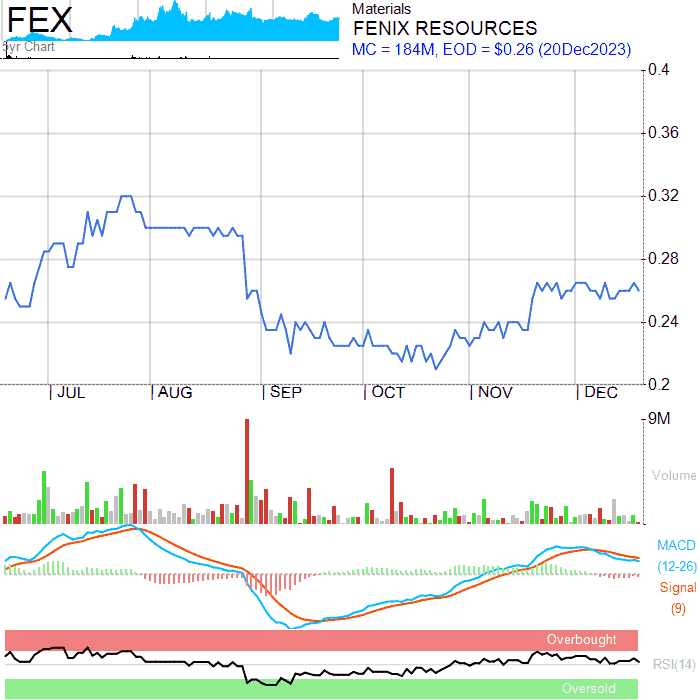 FEX
5yr Chart
Materials
FENIX RESOURCES
MC = 184M, EOD = $0.26 (20Dec2023)
0.4
0.36
0.32
0.28
0.24
0.2
JUL AUG SEP OCT NOV DEC
9M
Volume
MACD
(12-26)
Signal
(9)
Overbought
RSI(14)
Oversold